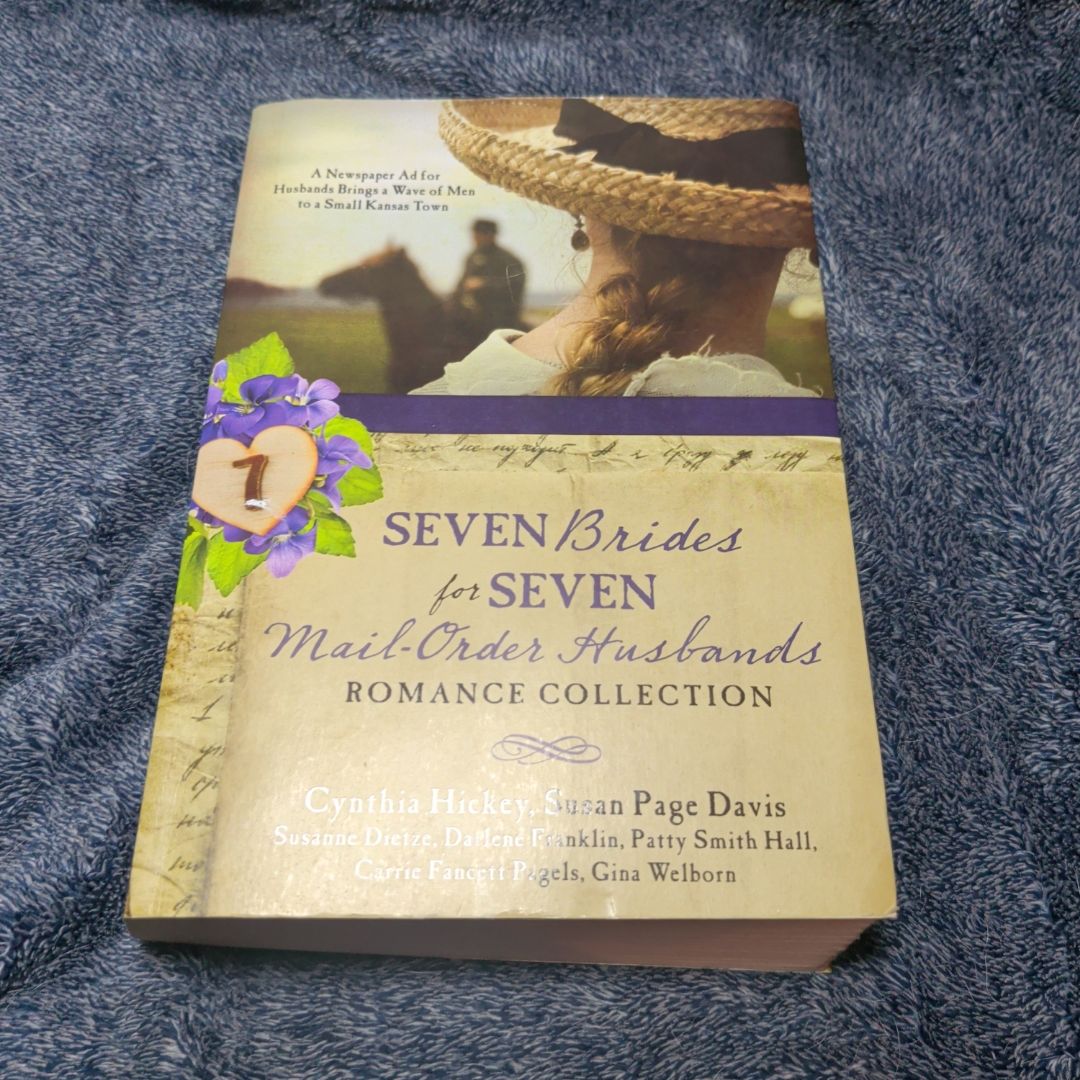 A Newspaper Ad for
Husbands Brings a Wave of Men
to a Small Kansas Town
7
SEVEN Brides
for SEVEN
Mail-Order Husbands
ROMANCE COLLECTION
Cynthia Hickey, Susan Page Davis
Susanne Dietze, Darlene Franklin, Patty Smith Hall,
Carrie Fancett Pagels, Gina Welborn